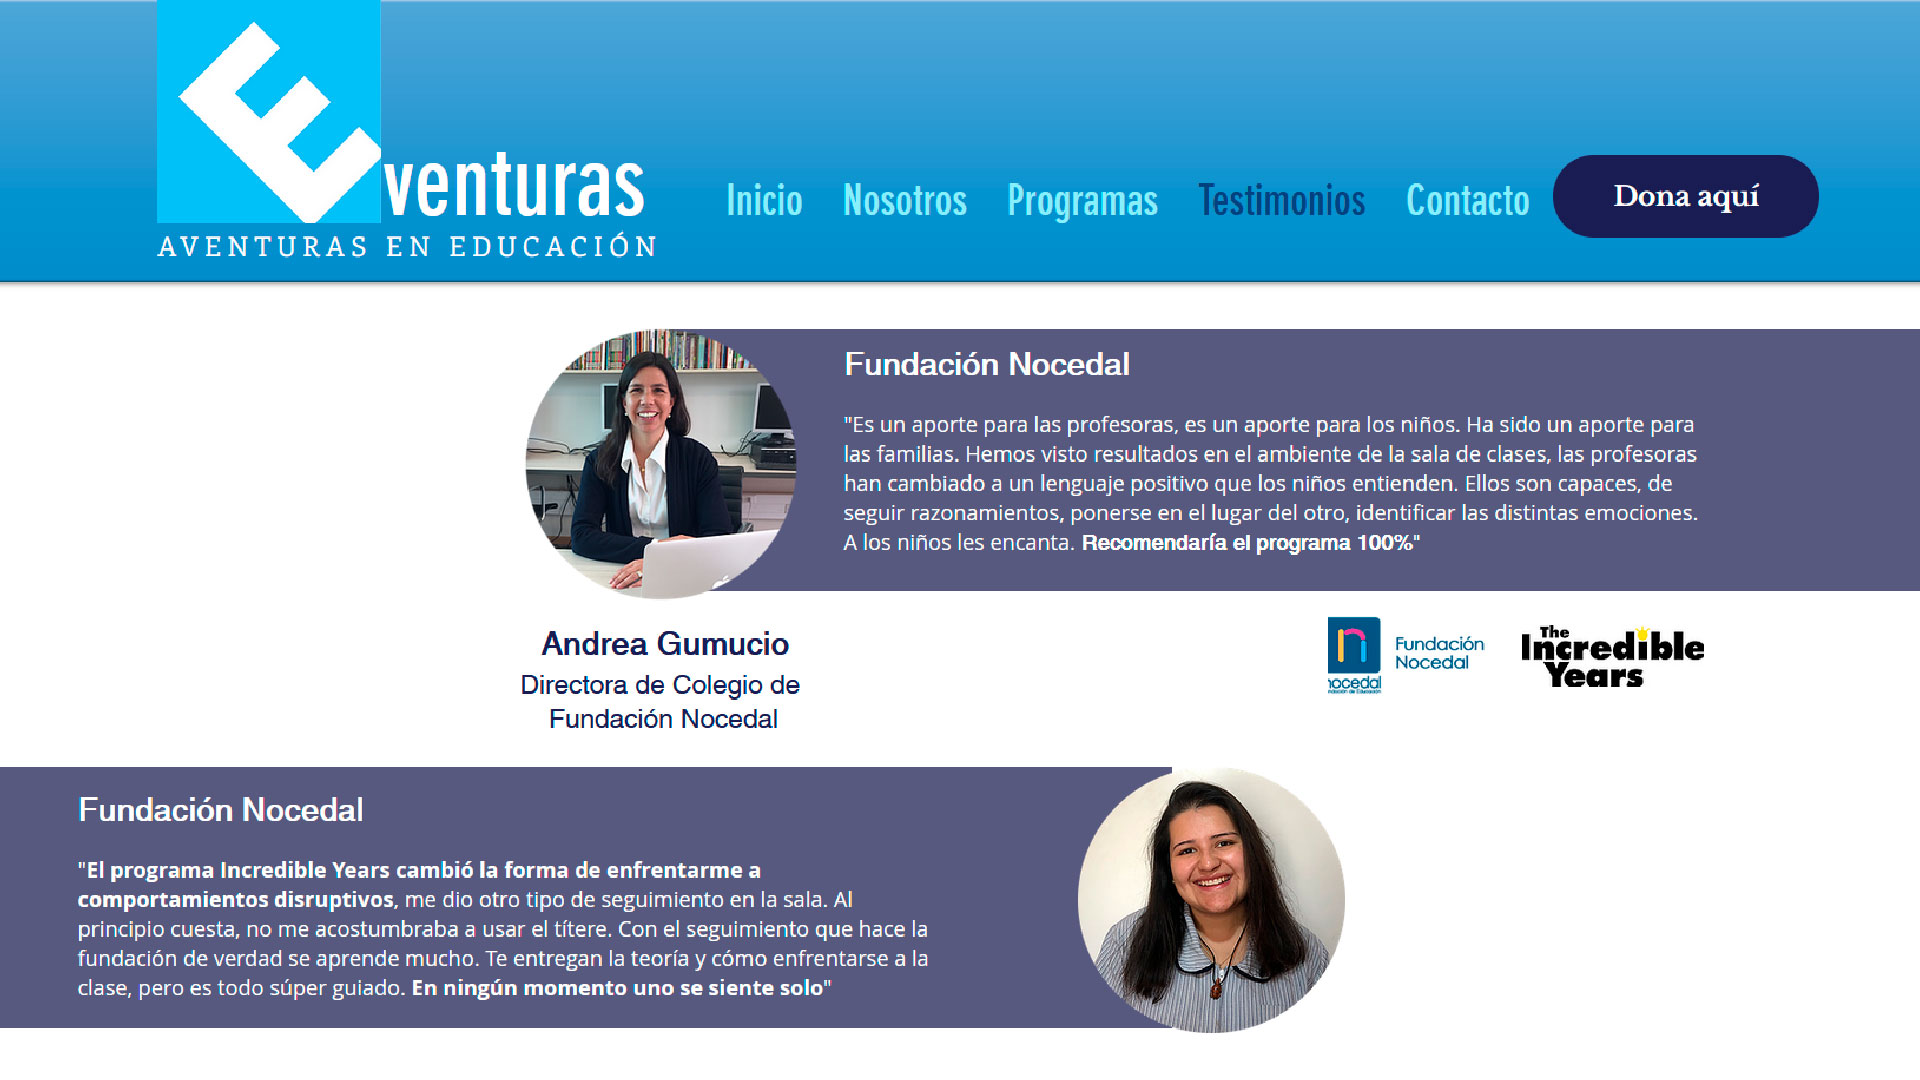 Eventuras
AVENTURAS EN EDUCACIÓN
Inicio Nosotros Programas Testimonios Contacto Dona aquí
Fundación Nocedal
"Es un aporte para las profesoras, es un aporte para los niños. Ha sido un aporte para
las familias. Hemos visto resultados en el ambiente de la sala de clases, las profesoras
han cambiado a un lenguaje positivo que los niños entienden. Ellos son capaces, de
seguir razonamientos, ponerse en el lugar del otro, identificar las distintas emociones.
A los niños les encanta. Recomendaría el programa 100%"
Andrea Gumucio
Directora de Colegio de
Fundación Nocedal
nocedal
Fundación
Nocedal
The
Incredible
Years
Fundación Nocedal
"El programa Incredible Years cambió la forma de enfrentarme a
comportamientos disruptivos, me dio otro tipo de seguimiento en la sala. Al
principio cuesta, no me acostumbraba a usar el títere. Con el seguimiento que hace la
fundación de verdad se aprende mucho. Te entregan la teoría y cómo enfrentarse a la
clase, pero es todo súper guiado. En ningún momento uno se siente solo"